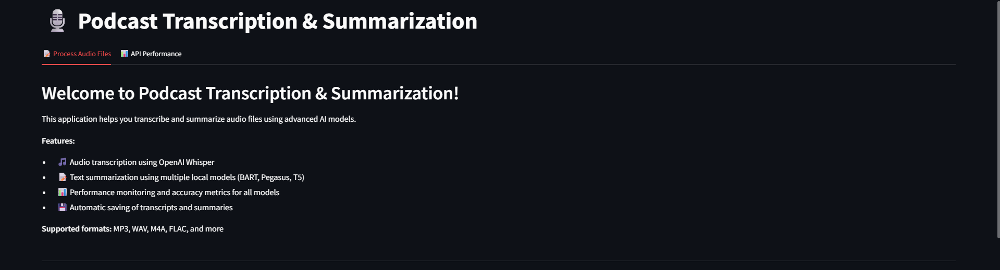 Podcast Transcription & Summarization
Process Audio Files
API Performance
Welcome to Podcast Transcription & Summarization!
This application helps you transcribe and summarize audio files using advanced AI models.
Features:
• Audio transcription using OpenAI Whisper
• Text summarization using multiple local models (BART, Pegasus, T5)
• Performance monitoring and accuracy metrics for all models
• Automatic saving of transcripts and summaries
Supported formats: MP3, WAV, M4A, FLAC, and more